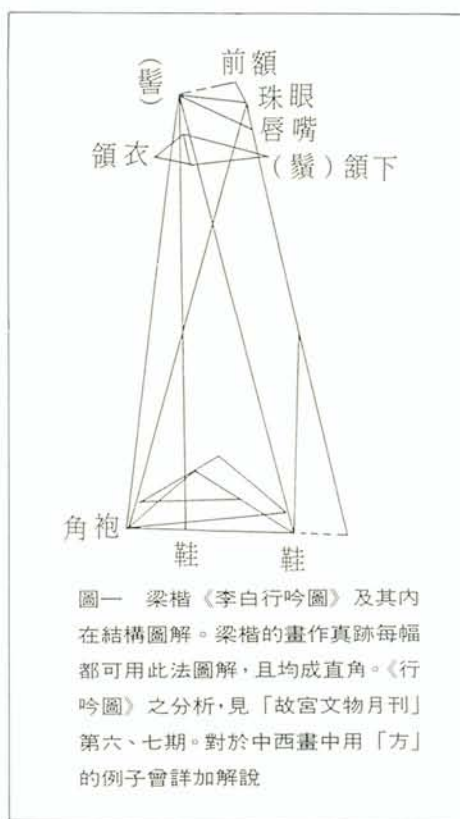 (髻)
前額
珠眼
唇嘴
領衣
(鬚)頷下
角袍
鞋
鞋
圖一 梁楷《李白行吟圖》及其內
在結構圖解。梁楷的畫作真跡每幅
都可用此法圖解，且均成直角。《行
吟圖》之分析，見「故宮文物月刊」
第六、七期。對於中西畫中用「方」
的例子曾詳加解說